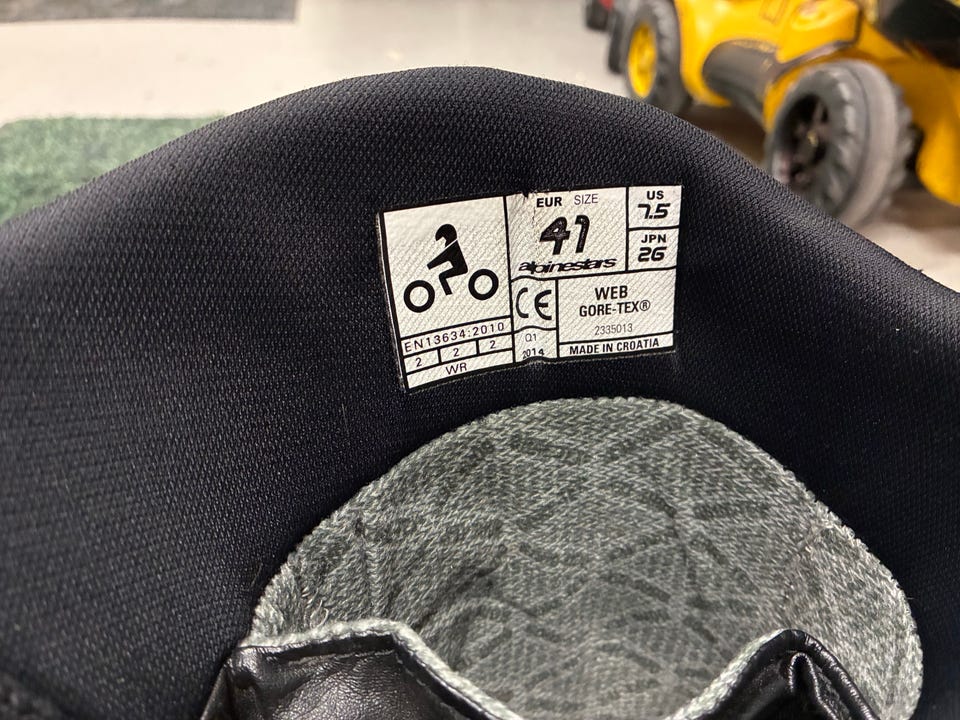 EUR SIZE
41
alpinestars
US
7.5
JPN
26
EN13634:2010
2 2 2
WR
CE
Q1
2014
WEB
GORE-TEX®
2335013
MADE IN CROATIA